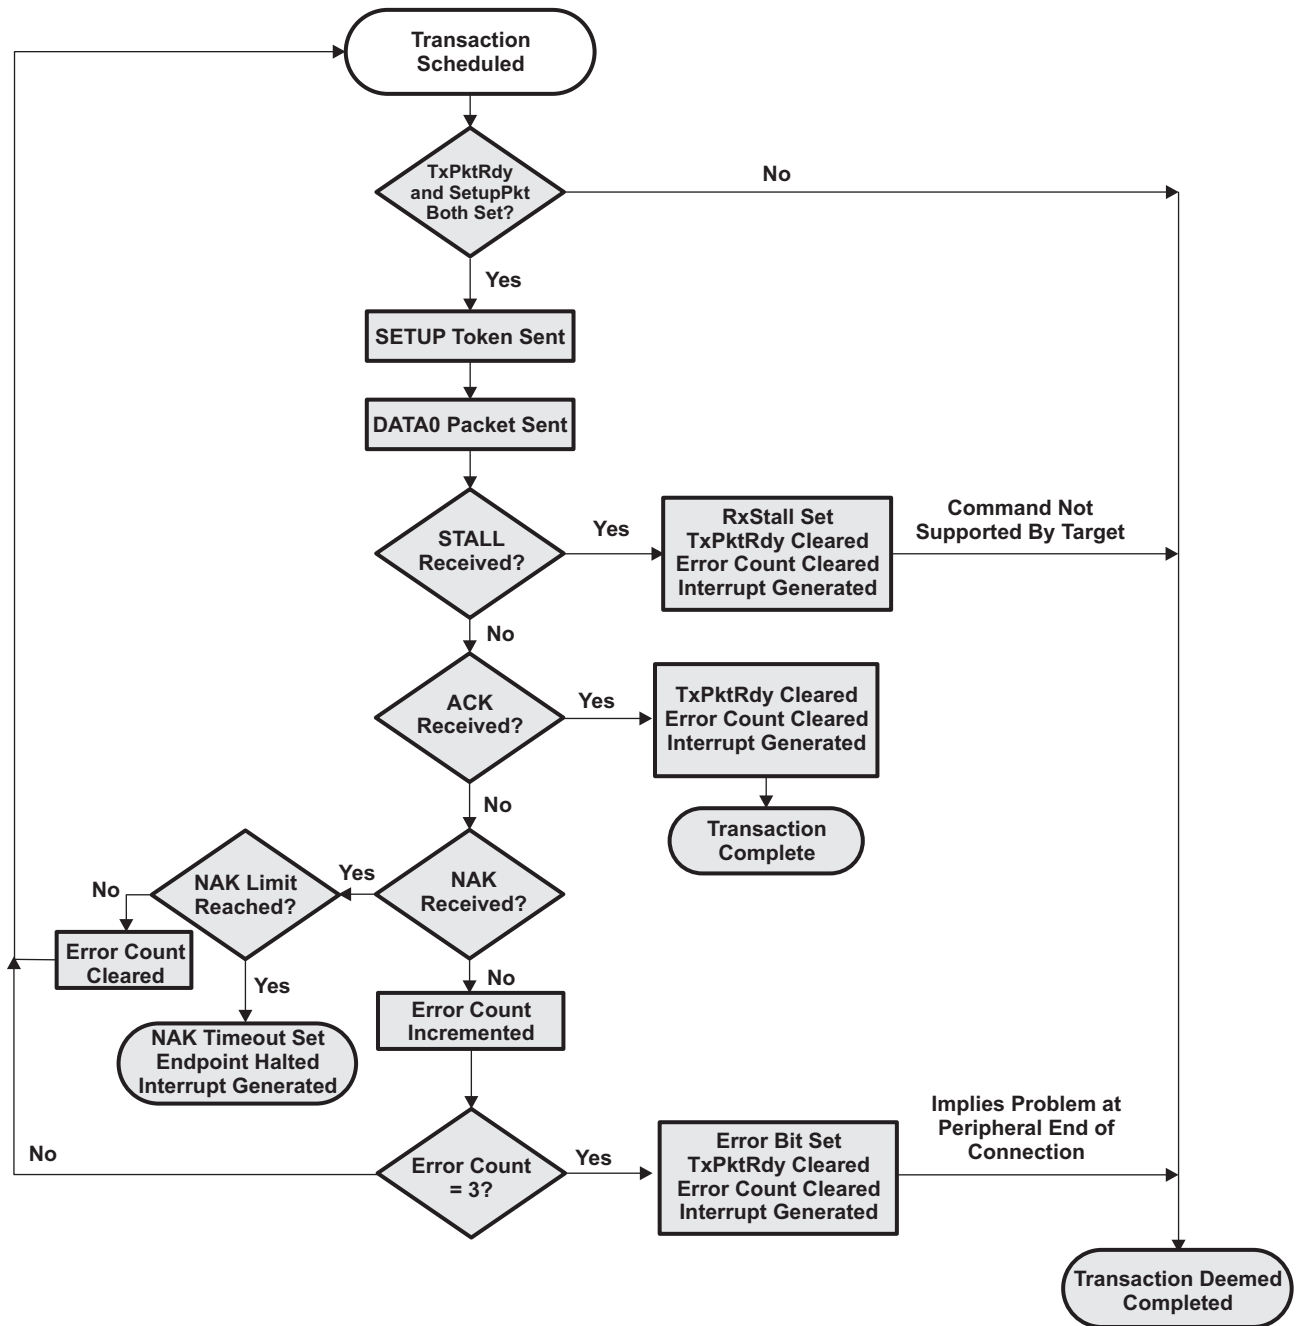 Transaction
Scheduled
TxPktRdy
and SetupPkt
Both Set?
No
Yes
SETUP Token Sent
DATA0 Packet Sent
STALL
Received?
Yes
RxStall Set
TxPktRdy Cleared
Error Count Cleared
Interrupt Generated
Command Not
Supported By Target
No
ACK
Received?
Yes
TxPktRdy Cleared
Error Count Cleared
Interrupt Generated
No
Transaction
Complete
NAK
Received?
Yes
NAK Limit
Reached?
No
Error Count
Cleared
Yes
NAK Timeout Set
Endpoint Halted
Interrupt Generated
No
Error Count
Incremented
Error Count
= 3?
No
Yes
Error Bit Set
TxPktRdy Cleared
Error Count Cleared
Interrupt Generated
Implies Problem at
Peripheral End of
Connection
Transaction Deemed
Completed